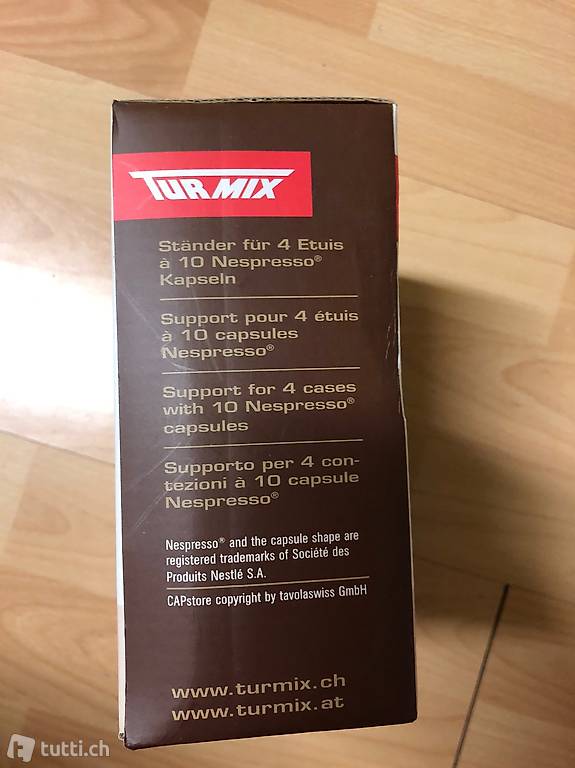 TURMIX
Ständer für 4 Etuis
à 10 Nespresso®
Kapseln
Support pour 4 étuis
à 10 capsules
Nespresso®
Support for 4 cases
with 10 Nespresso®
capsules
Supporto per 4 con-
tezioni à 10 capsule
Nespresso®
Nespresso® and the capsule shape are
registered trademarks of Société des
Produits Nestlé S.A.
CAPstore copyright by tavolaswiss GmbH
www.turmix.ch
www.turmix.at
tutti.ch